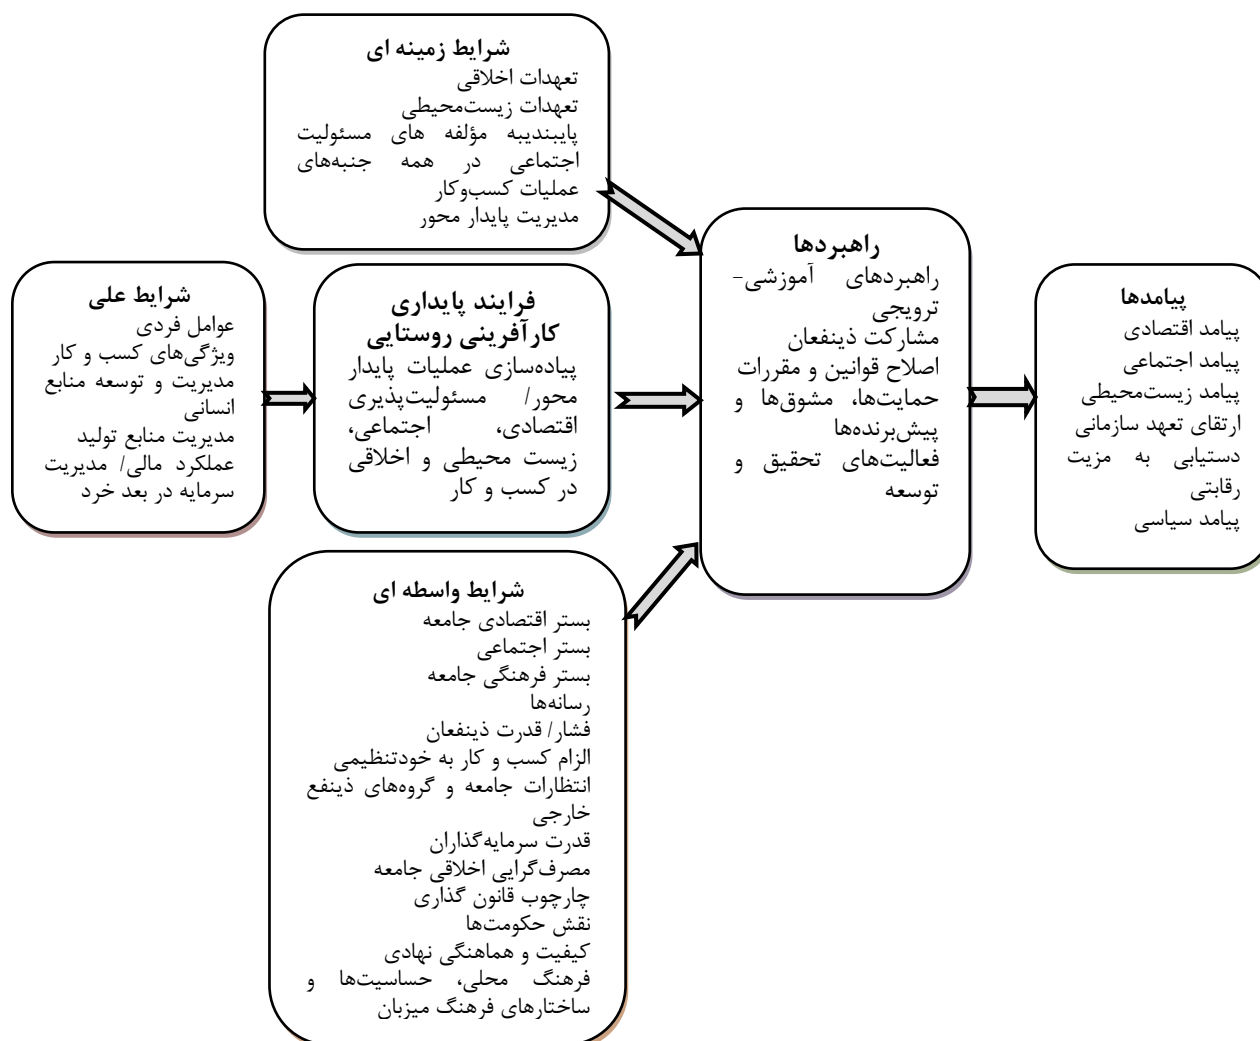 شرایط زمینه ای
تعهدات اخلاقی
تعهدات زیست‌محیطی
پایبندیبه مؤلفه های مسئولیت
اجتماعی در همه جنبه‌های
عملیات کسب‌وکار
مدیریت پایدار محور
شرایط علی
عوامل فردی
ویژگی‌های کسب و کار
مدیریت و توسعه منابع
انسانی
مدیریت منابع تولید
عملکرد مالی/ مدیریت
سرمایه در بعد خرد
فرایند پایداری
کارآفرینی روستایی
پیاده‌سازی عملیات پایدار
محور/ مسئولیت‌پذیری
اقتصادی، اجتماعی،
زیست محیطی و اخلاقی
در کسب و کار
شرایط واسطه ای
بستر اقتصادی جامعه
بستر اجتماعی
بستر فرهنگی جامعه
رسانه‌ها
فشار/ قدرت ذینفعان
الزام کسب و کار به خودتنظیمی
انتظارات جامعه و گروه‌های ذینفع
خارجی
قدرت سرمایه‌گذاران
مصرف‌گرایی اخلاقی جامعه
چارچوب قانون گذاری
نقش حکومت‌ها
کیفیت و هماهنگی نهادی
فرهنگ محلی، حساسیت‌ها و
ساختارهای فرهنگ میزبان
راهبردها
راهبردهای آموزشی-
ترویجی
مشارکت ذینفعان
اصلاح قوانین و مقررات
حمایت‌ها، مشوق‌ها و
پیش‌برنده‌ها
فعالیت‌های تحقیق و
توسعه
پیامدها
پیامد اقتصادی
پیامد اجتماعی
پیامد زیست‌محیطی
ارتقای تعهد سازمانی
دستیابی به مزیت
رقابتی
پیامد سیاسی